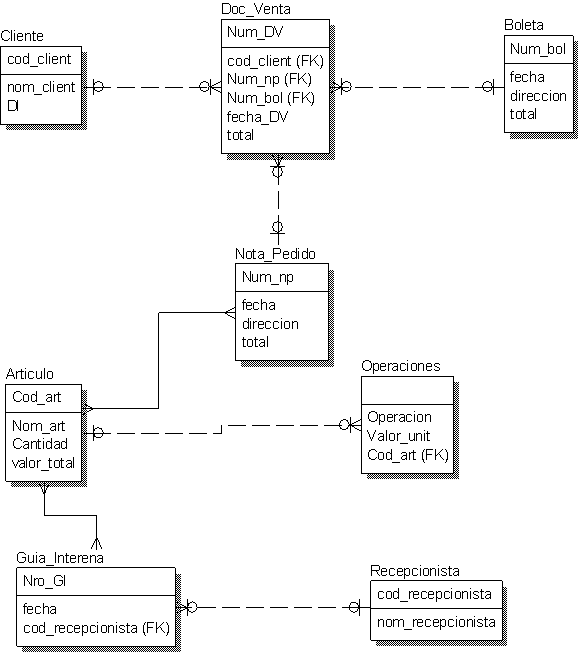 Doc_Venta
Num_DV
cod_client (FK)
Num_np (FK)
Num_bol (FK)
fecha_DV
total
Cliente
cod_client
nom_client
DI
Boleta
Num_bol
fecha
direccion
total
Nota_Pedido
Num_np
fecha
direccion
total
Articulo
Cod_art
Nom_art
Cantidad
valor_total
Operaciones
Operacion
Valor_unit
Cod_art (FK)
Guia_Interena
Nro_GI
fecha
cod_recepcionista (FK)
Recepcionista
cod_recepcionista
nom_recepcionista